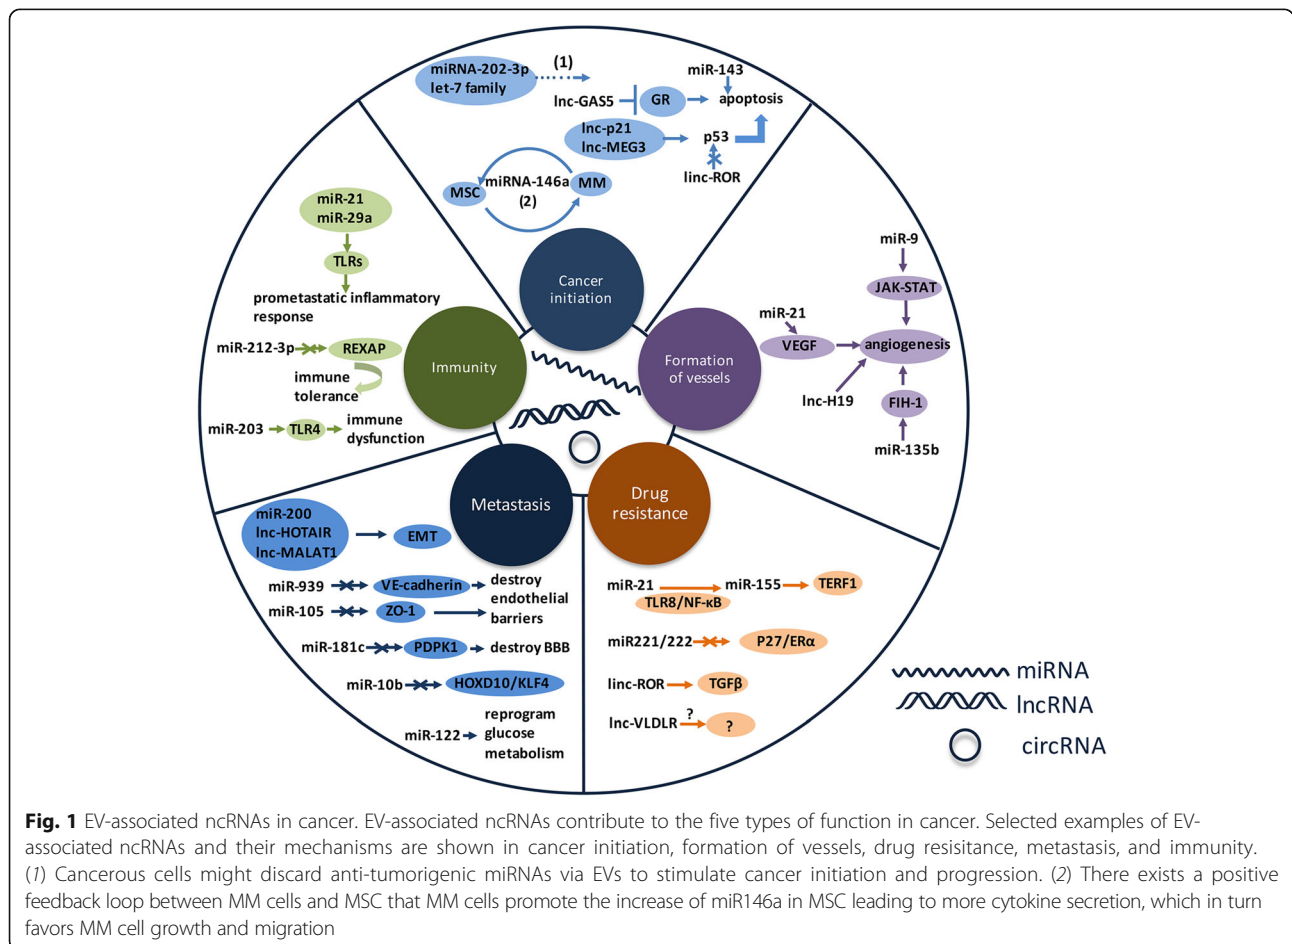 miRNA-202-3p
let-7 family
(1)
miR-143
lnc-GAS5
GR
apoptosis
lnc-p21
lnc-MEG3
p53
linc-ROR
MSC
miRNA-146a
(2)
MM
Cancer
initiation
miR-21
miR-29a
TLRs
prometastatic inflammatory
response
miR-212-3p
REXAP
immune
tolerance
miR-203
TLR4
immune
dysfunction
Immunity
miR-9
JAK-STAT
miR-21
VEGF
angiogenesis
lnc-H19
FIH-1
miR-135b
Formation
of vessels
Metastasis
miR-200
lnc-HOTAIR
lnc-MALAT1
EMT
miR-939
VE-cadherin
miR-105
ZO-1
destroy
endothelial
barriers
miR-181c
PDPK1
destroy BBB
miR-10b
HOXD10/KLF4
miR-122
reprogram
glucose
metabolism
Drug
resistance
miR-21
miR-155
TERF1
TLR8/NF-κB
miR221/222
P27/ERα
linc-ROR
TGFβ
lnc-VLDLR
?
?
miRNA
lncRNA
circRNA
Fig. 1 EV-associated ncRNAs in cancer. EV-associated ncRNAs contribute to the five types of function in cancer. Selected examples of EV-
associated ncRNAs and their mechanisms are shown in cancer initiation, formation of vessels, drug resisitance, metastasis, and immunity.
(1) Cancerous cells might discard anti-tumorigenic miRNAs via EVs to stimulate cancer initiation and progression. (2) There exists a positive
feedback loop between MM cells and MSC that MM cells promote the increase of miR146a in MSC leading to more cytokine secretion, which in turn
favors MM cell growth and migration